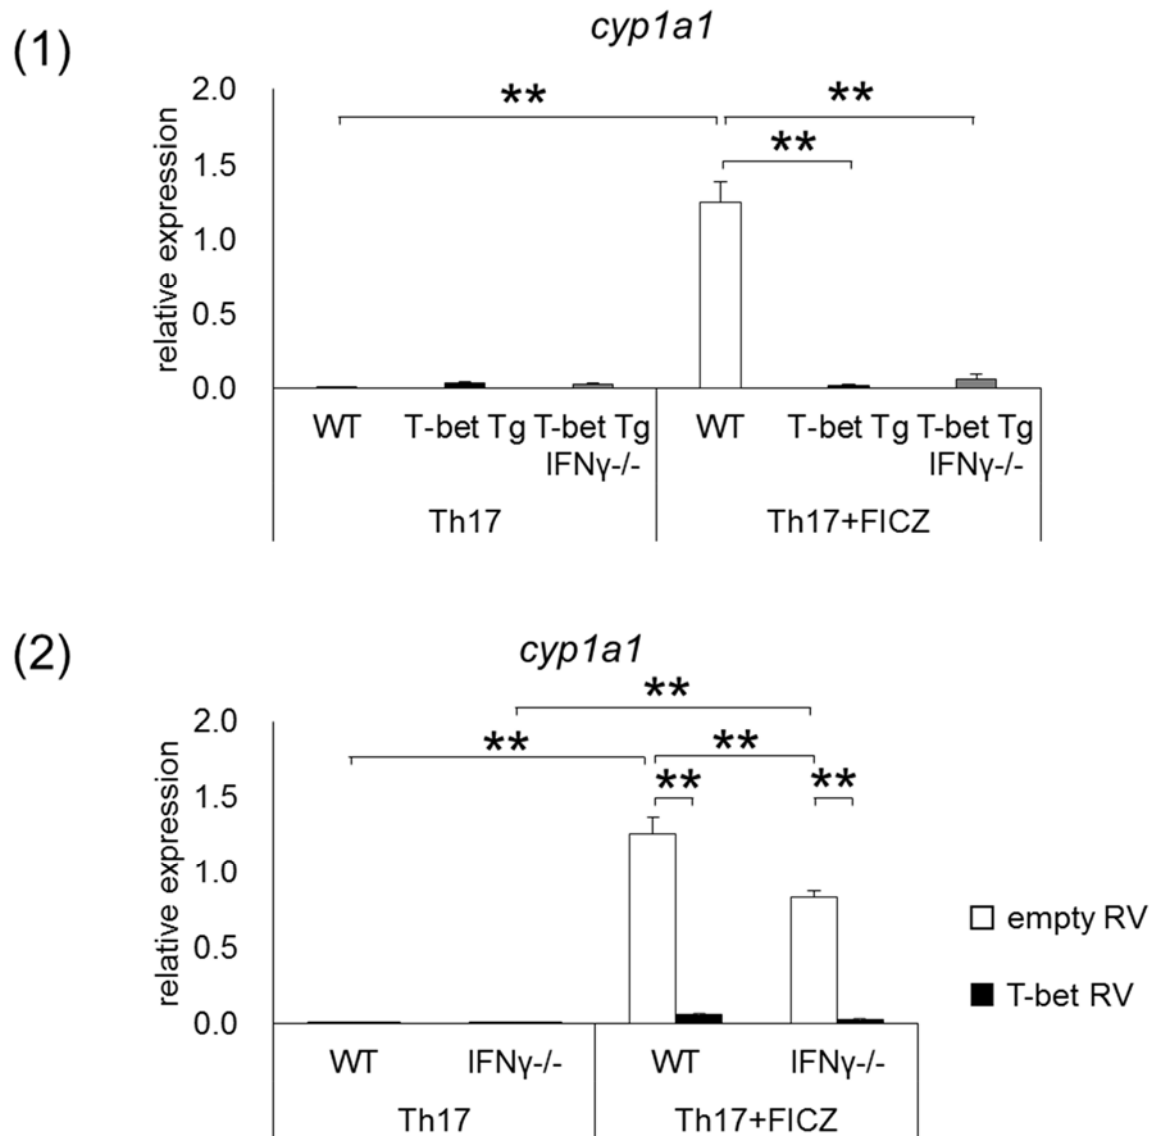 (1)
cyp1a1
relative expression
2.0
1.5
1.0
0.5
0.0
**
**
**
WT
T-bet Tg
T-bet Tg
IFNγ-/-
WT
T-bet Tg
T-bet Tg
IFNγ-/-
Th17
Th17+FICZ
(2)
cyp1a1
relative expression
2.0
1.5
1.0
0.5
0.0
**
**
**
**
**
WT
IFNγ-/-
WT
IFNγ-/-
Th17
Th17+FICZ
empty RV
T-bet RV